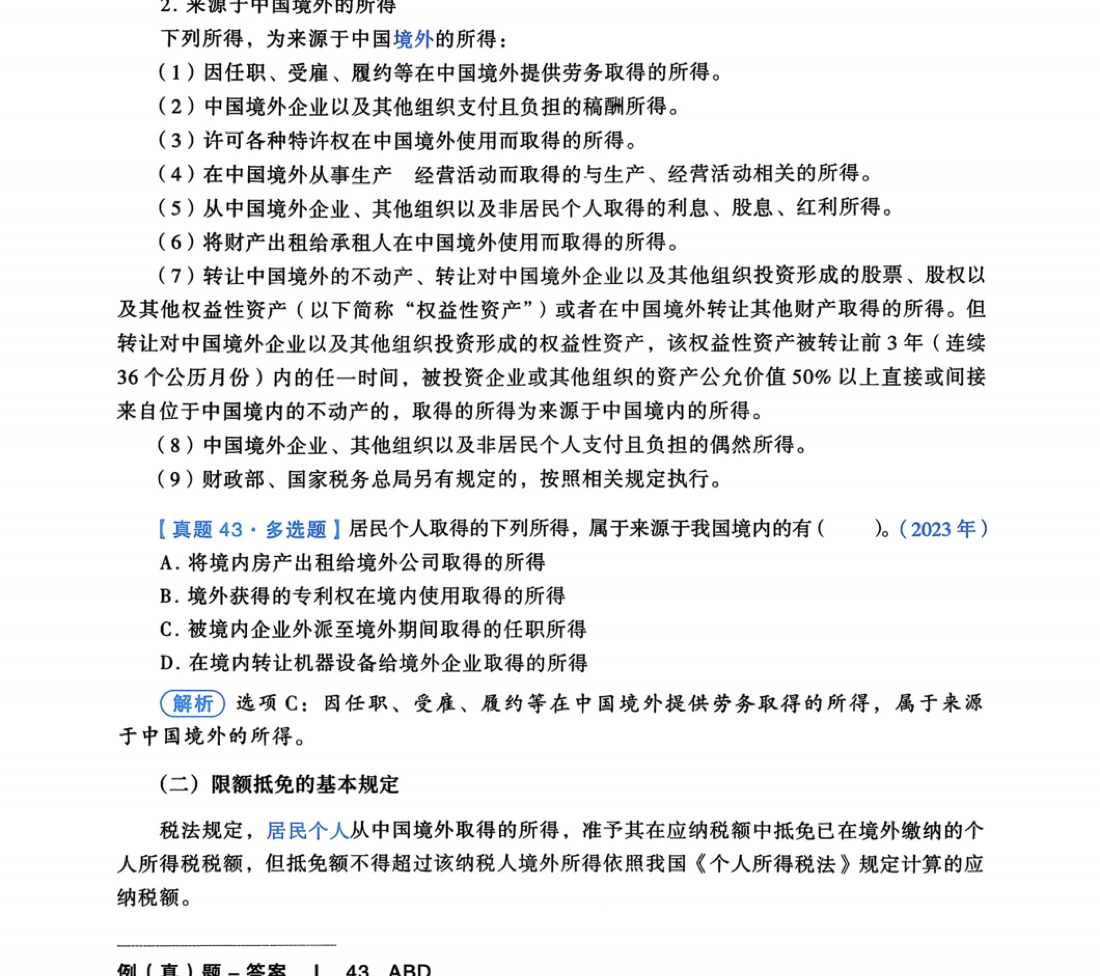 2. 来源于中国境外的所得
下列所得，为来源于中国境外的所得：
（1）因任职、受雇、履约等在中国境外提供劳务取得的所得。
（2）中国境外企业以及其他组织支付且负担的稿酬所得。
（3）许可各种特许权在中国境外使用而取得的所得。
（4）在中国境外从事生产 经营活动而取得的与生产、经营活动相关的所得。
（5）从中国境外企业、其他组织以及非居民个人取得的利息、股息、红利所得。
（6）将财产出租给承租人在中国境外使用而取得的所得。
（7）转让中国境外的不动产、转让对中国境外企业以及其他组织投资形成的股票、股权以
及其他权益性资产（以下简称“权益性资产”）或者在中国境外转让其他财产取得的所得。但
转让对中国境外企业以及其他组织投资形成的权益性资产，该权益性资产被转让前 3 年（连续
36 个公历月份）内的任一时间，被投资企业或其他组织的资产公允价值 50% 以上直接或间接
来自位于中国境内的不动产的，取得的所得为来源于中国境内的所得。
（8）中国境外企业、其他组织以及非居民个人支付且负担的偶然所得。
（9）财政部、国家税务总局另有规定的，按照相关规定执行。
【真题 43·多选题】居民个人取得的下列所得，属于来源于我国境内的有（　　）。（2023 年）
A. 将境内房产出租给境外公司取得的所得
B. 境外获得的专利权在境内使用取得的所得
C. 被境内企业外派至境外期间取得的任职所得
D. 在境内转让机器设备给境外企业取得的所得
解析 选项 C：因任职、受雇、履约等在中国境外提供劳务取得的所得，属于来源
于中国境外的所得。
（二）限额抵免的基本规定
税法规定，居民个人从中国境外取得的所得，准予其在应纳税额中抵免已在境外缴纳的个
人所得税税额，但抵免额不得超过该纳税人境外所得依照我国《个人所得税法》规定计算的应
纳税额。
例（真）题－答案 | 43. ABD